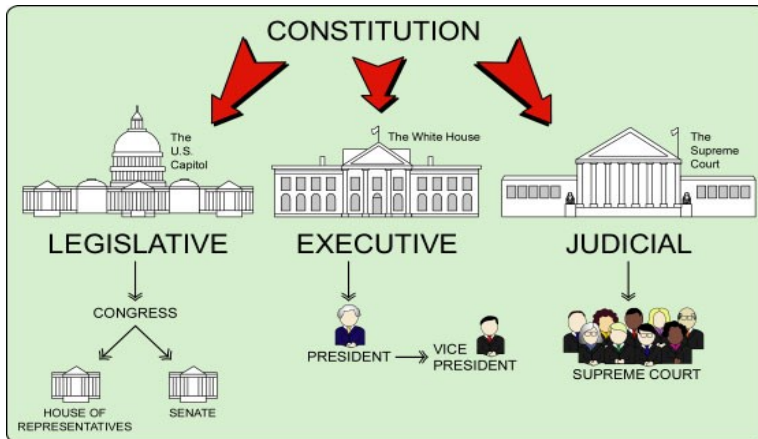 CONSTITUTION
The
U.S.
Capitol
The White House
The
Supreme
Court
LEGISLATIVE
EXECUTIVE
JUDICIAL
CONGRESS
PRESIDENT
VICE
PRESIDENT
SUPREME COURT
HOUSE OF
REPRESENTATIVES
SENATE